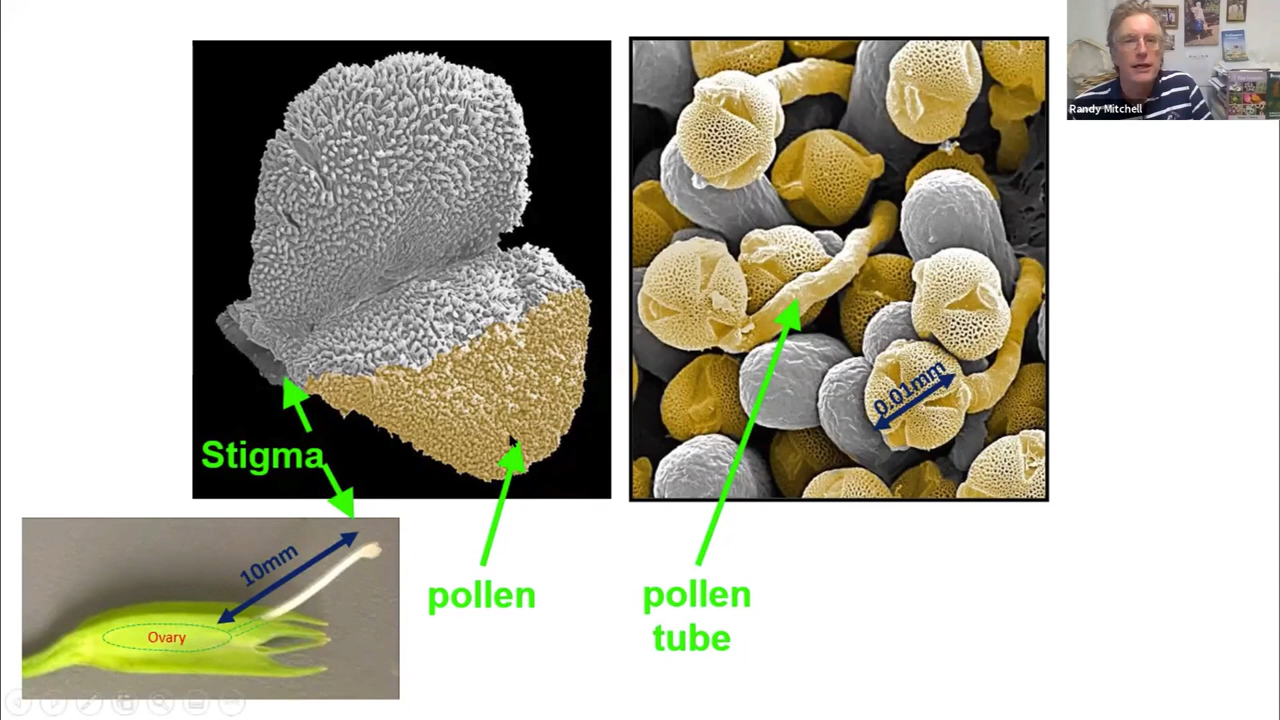 Randy Mitchell
0.01mm
Stigma
10mm
Ovary
pollen
pollen
tube